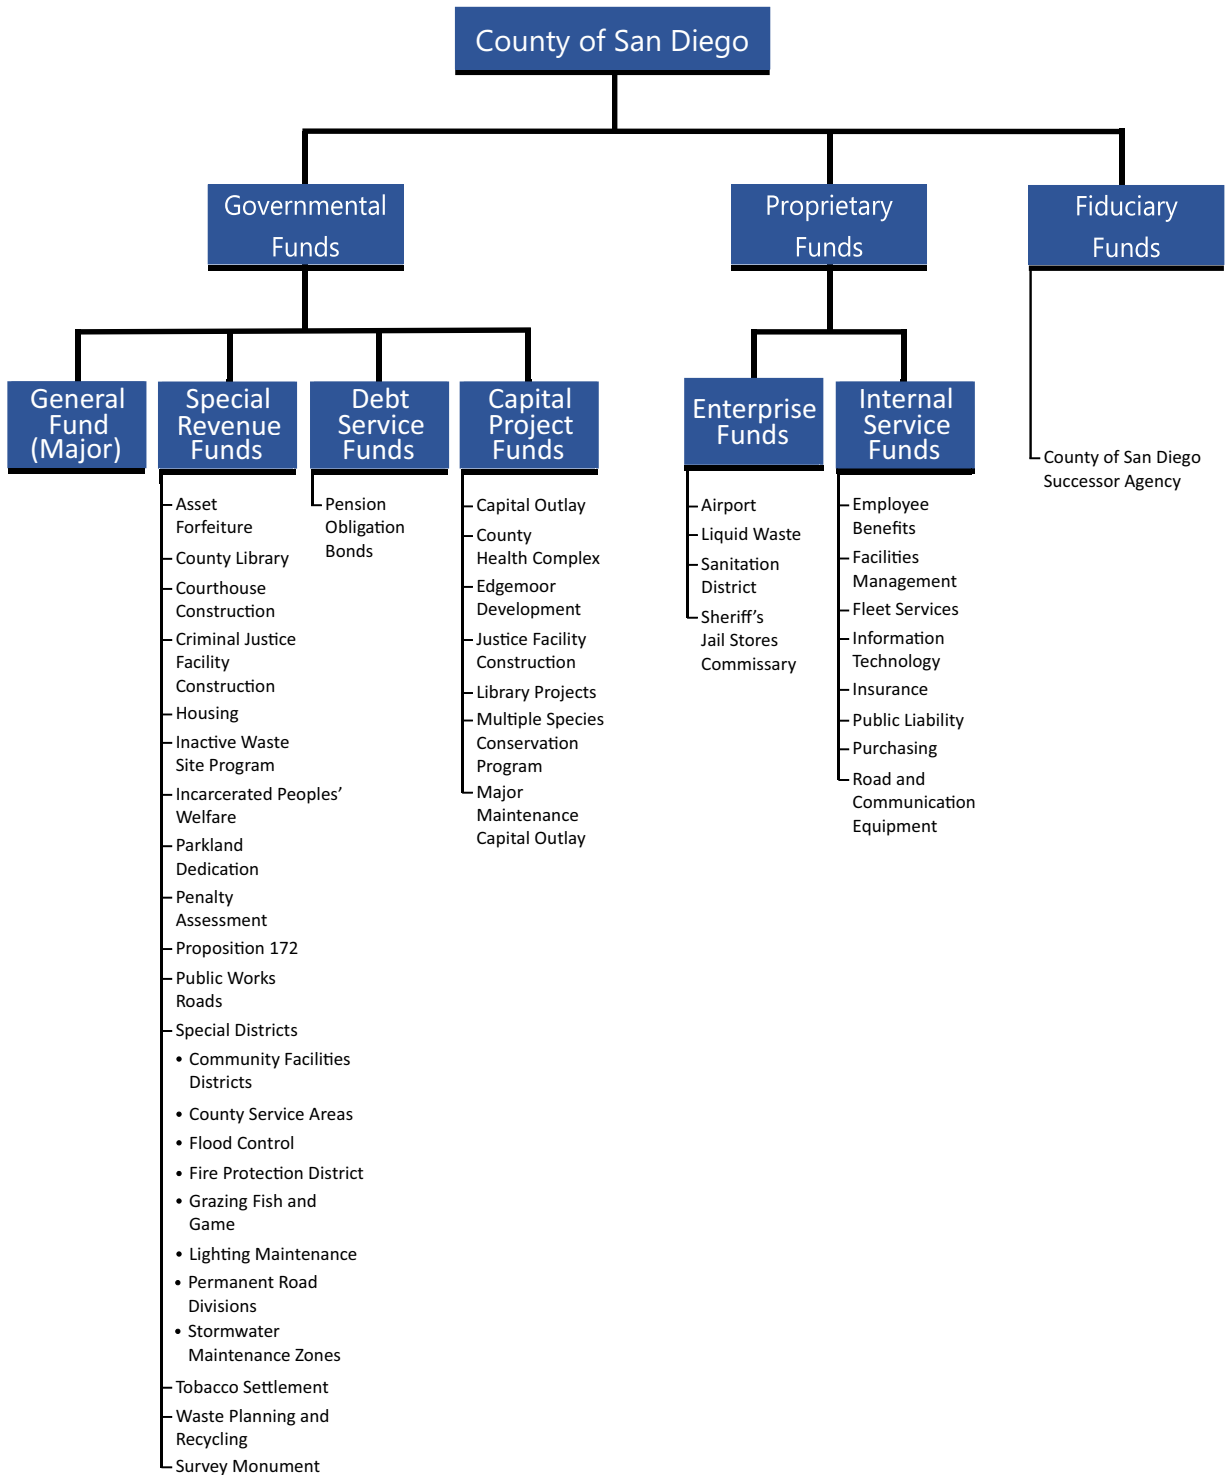 County of San Diego
Governmental
Funds
Proprietary
Funds
Fiduciary
Funds
General
Fund
(Major)
Special
Revenue
Funds
Debt
Service
Funds
Capital
Project
Funds
Enterprise
Funds
Internal
Service
Funds
Asset
Forfeiture
County Library
Courthouse
Construction
Criminal Justice
Facility
Construction
Housing
Inactive Waste
Site Program
Incarcerated Peoples’
Welfare
Parkland
Dedication
Penalty
Assessment
Proposition 172
Public Works
Roads
Special Districts
• Community Facilities
Districts
• County Service Areas
• Flood Control
• Fire Protection District
• Grazing Fish and
Game
• Lighting Maintenance
• Permanent Road
Divisions
• Stormwater
Maintenance Zones
Tobacco Settlement
Waste Planning and
Recycling
Survey Monument
Pension
Obligation
Bonds
Capital Outlay
County
Health Complex
Edgemoor
Development
Justice Facility
Construction
Library Projects
Multiple Species
Conservation
Program
Major
Maintenance
Capital Outlay
Airport
Liquid Waste
Sanitation
District
Sheriff’s
Jail Stores
Commissary
Employee
Benefits
Facilities
Management
Fleet Services
Information
Technology
Insurance
Public Liability
Purchasing
Road and
Communication
Equipment
County of San Diego
Successor Agency